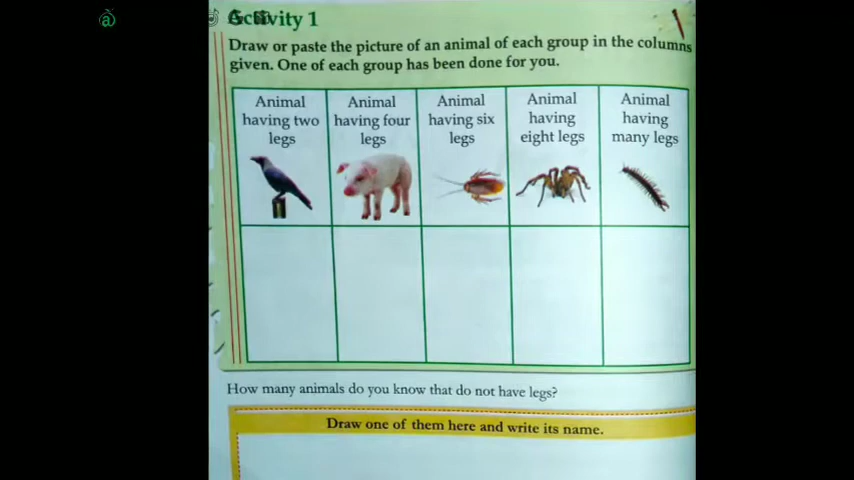 Activity 1
Draw or paste the picture of an animal of each group in the columns
given. One of each group has been done for you.
Animal having two legs
Animal having four legs
Animal having six legs
Animal having eight legs
Animal having many legs
How many animals do you know that do not have legs?
Draw one of them here and write its name.